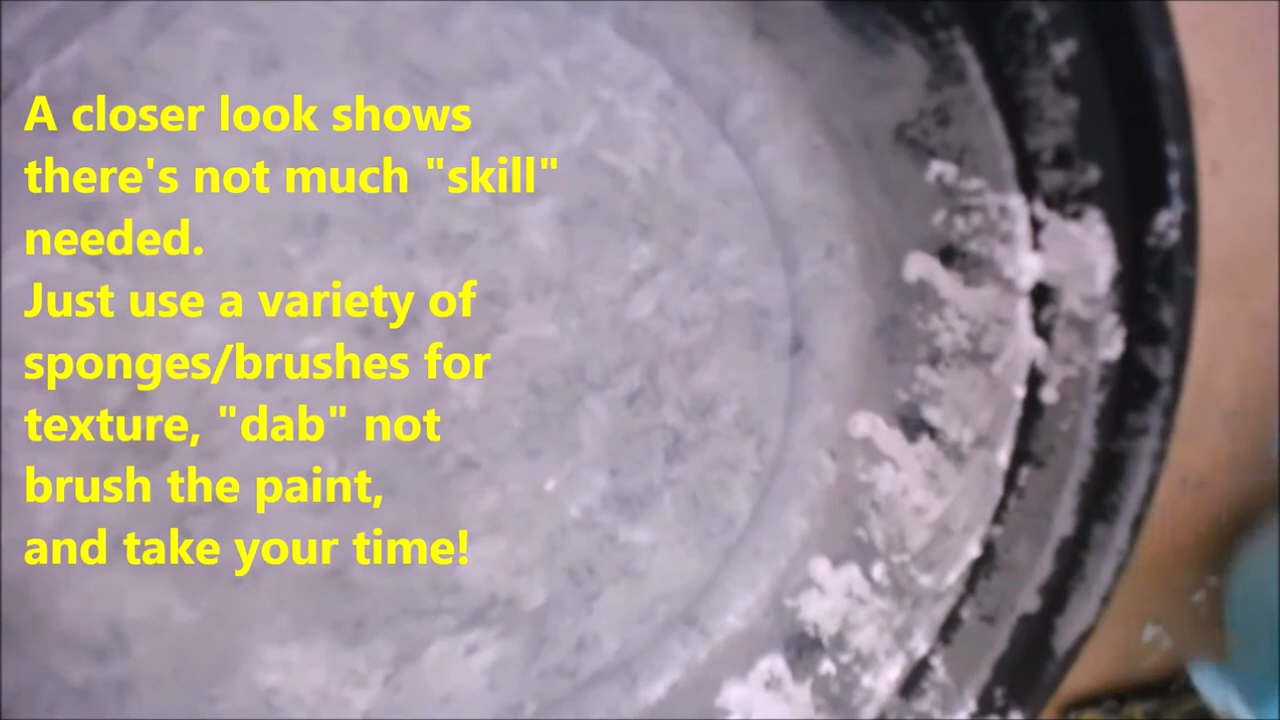 A closer look shows
there's not much "skill"
needed.
Just use a variety of
sponges/brushes for
texture, "dab" not
brush the paint,
and take your time!